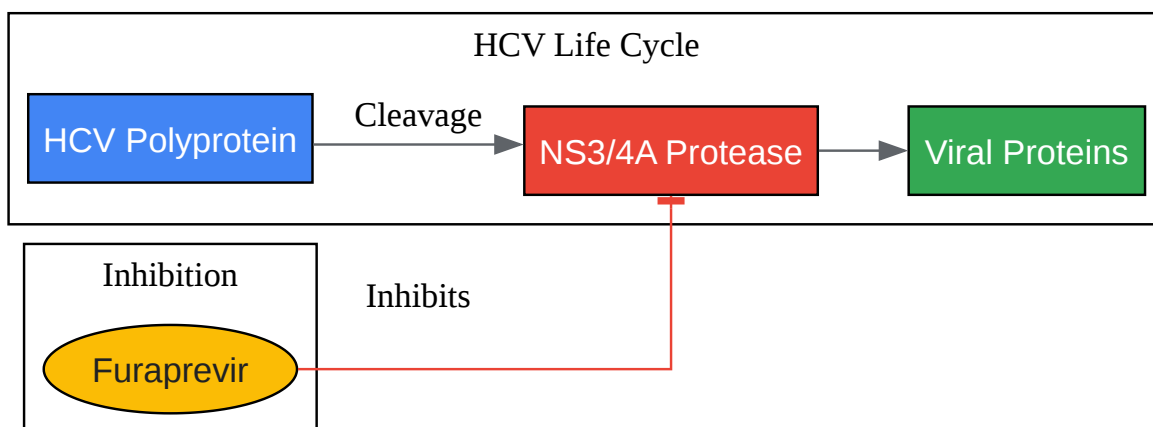 HCV Life Cycle
Cleavage
HCV Polyprotein
NS3/4A Protease
Viral Proteins
Inhibition
Inhibits
Furaprevir